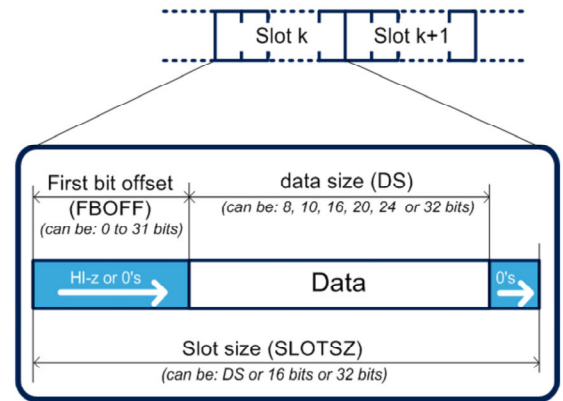 Slot k
Slot k+1
First bit offset
(FBOFF)
(can be: 0 to 31 bits)
data size (DS)
(can be: 8, 10, 16, 20, 24 or 32 bits)
HI-z or 0's
Data
0's
Slot size (SLOTSZ)
(can be: DS or 16 bits or 32 bits)